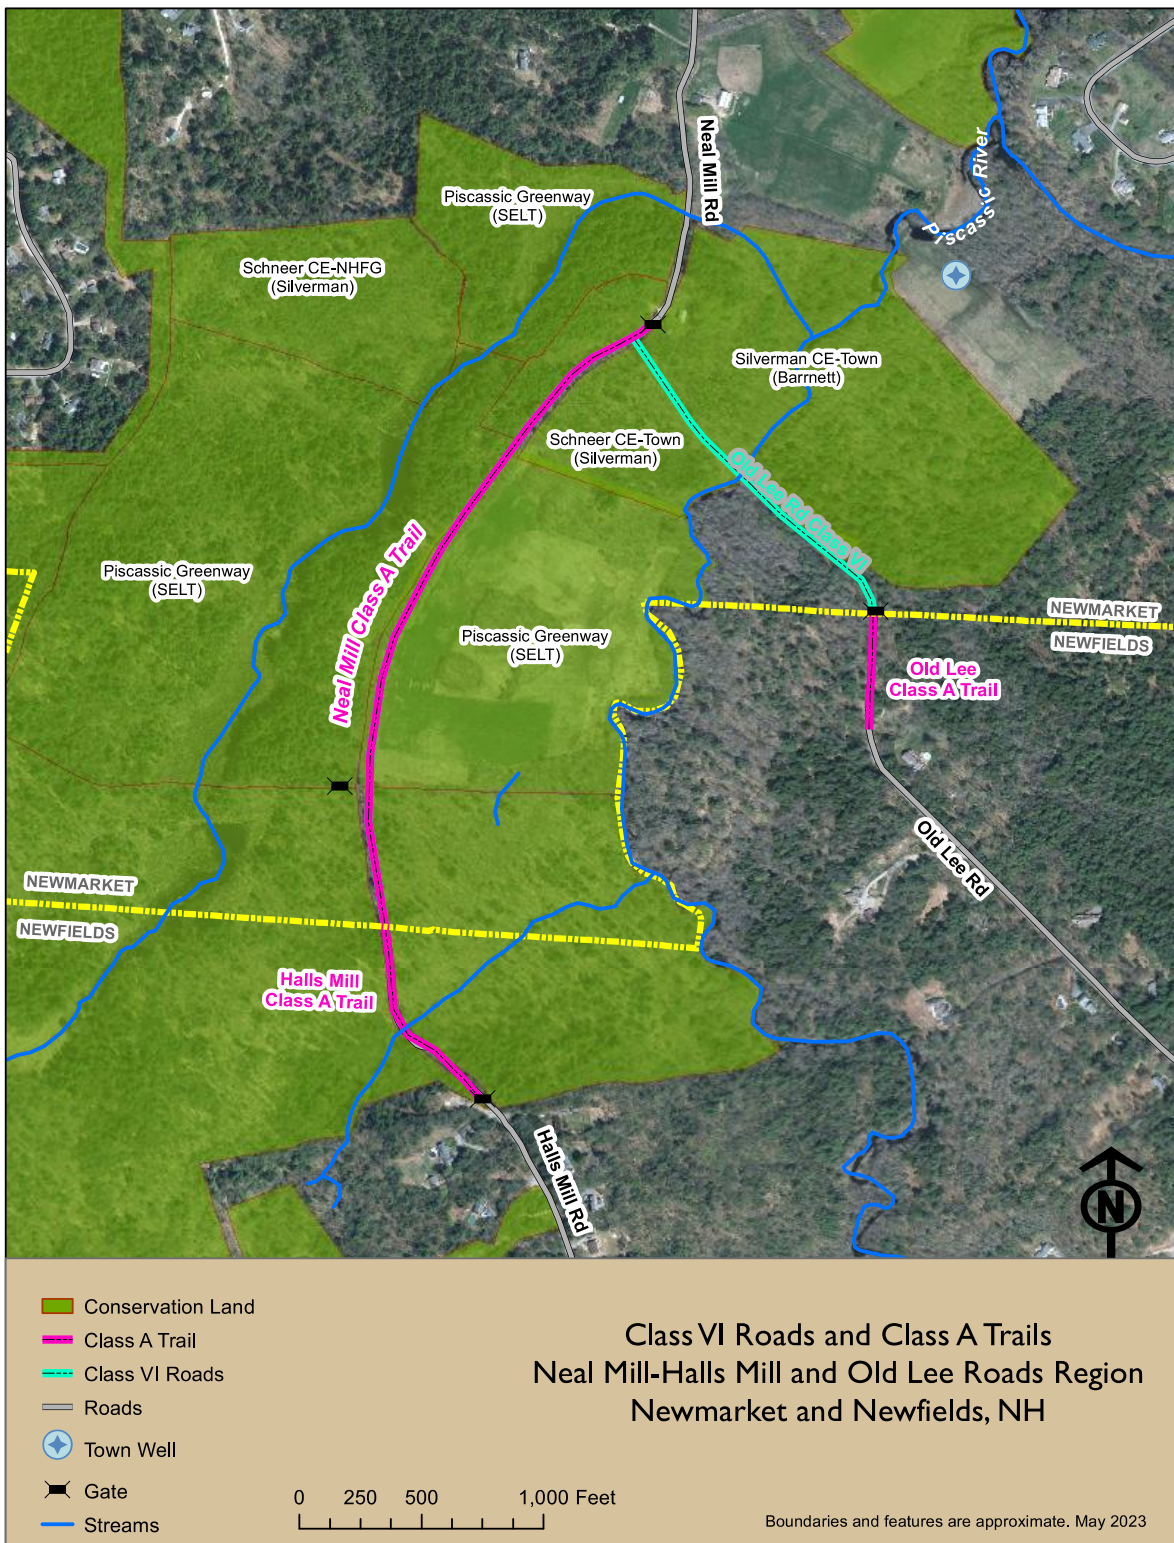 Neal Mill Rd
Piscassic River
Piscassic Greenway
(SELT)
Schneer CE-NHFG
(Silverman)
Silverman CE-Town
(Barrnett)
Schneer CE-Town
(Silverman)
Old Lee Rd Class VI
Neal Mill Class A Trail
Piscassic Greenway
(SELT)
Piscassic Greenway
(SELT)
NEWMARKET
NEWFIELDS
Old Lee
Class A Trail
Old Lee Rd
NEWMARKET
NEWFIELDS
Halls Mill
Class A Trail
Halls Mill Rd
N
Conservation Land
Class A Trail
Class VI Roads
Roads
Town Well
Gate
Streams
0 250 500 1,000 Feet
Class VI Roads and Class A Trails
Neal Mill-Halls Mill and Old Lee Roads Region
Newmarket and Newfields, NH
Boundaries and features are approximate. May 2023